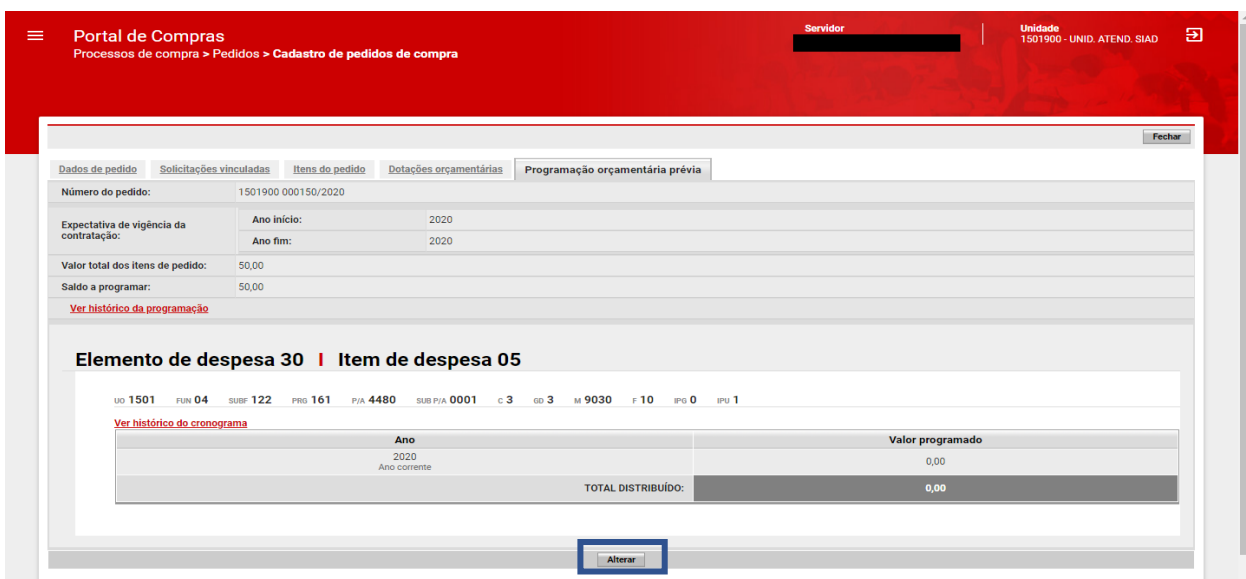 Portal de Compras
Processos de compra > Pedidos > Cadastro de pedidos de compra
Servidor
Unidade
1501900 - UNID. ATEND. SIAD
Fechar
Dados de pedido Solicitações vinculadas Itens do pedido Dotações orçamentárias Programação orçamentária prévia
Número do pedido: 1501900 000150/2020
Expectativa de vigência da contratação:
Ano início: 2020
Ano fim: 2020
Valor total dos itens de pedido: 50,00
Saldo a programar: 50,00
Ver histórico da programação
Elemento de despesa 30 I Item de despesa 05
UO 1501 FUN 04 SUBF 122 PRG 161 P/A 4480 SUB P/A 0001 C 3 GD 3 M 9030 F 10 IPG 0 IPU 1
Ver histórico do cronograma
Ano Valor programado
2020 0,00
Ano corrente
TOTAL DISTRIBUÍDO: 0,00
Alterar